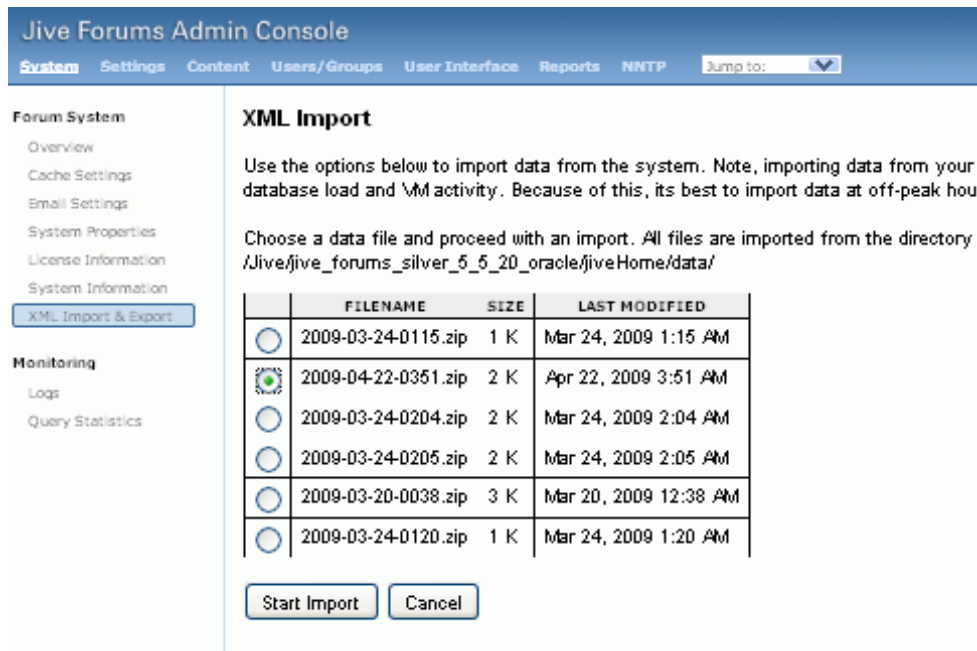 Jive Forums Admin Console
System Settings Content Users/Groups User Interface Reports NNTP Jump to:
Forum System
Overview
Cache Settings
Email Settings
System Properties
License Information
System Information
XML Import & Export
Monitoring
Logs
Query Statistics
XML Import
Use the options below to import data from the system. Note, importing data from your
database load and VM activity. Because of this, its best to import data at off-peak hou
Choose a data file and proceed with an import. All files are imported from the directory
/Jive/jive_forums_silver_5_5_20_oracle/jiveHome/data/
FILENAME SIZE LAST MODIFIED
2009-03-24-0115.zip 1 K Mar 24, 2009 1:15 AM
2009-04-22-0351.zip 2 K Apr 22, 2009 3:51 AM
2009-03-24-0204.zip 2 K Mar 24, 2009 2:04 AM
2009-03-24-0205.zip 2 K Mar 24, 2009 2:05 AM
2009-03-20-0038.zip 3 K Mar 20, 2009 12:38 AM
2009-03-24-0120.zip 1 K Mar 24, 2009 1:20 AM
Start Import Cancel